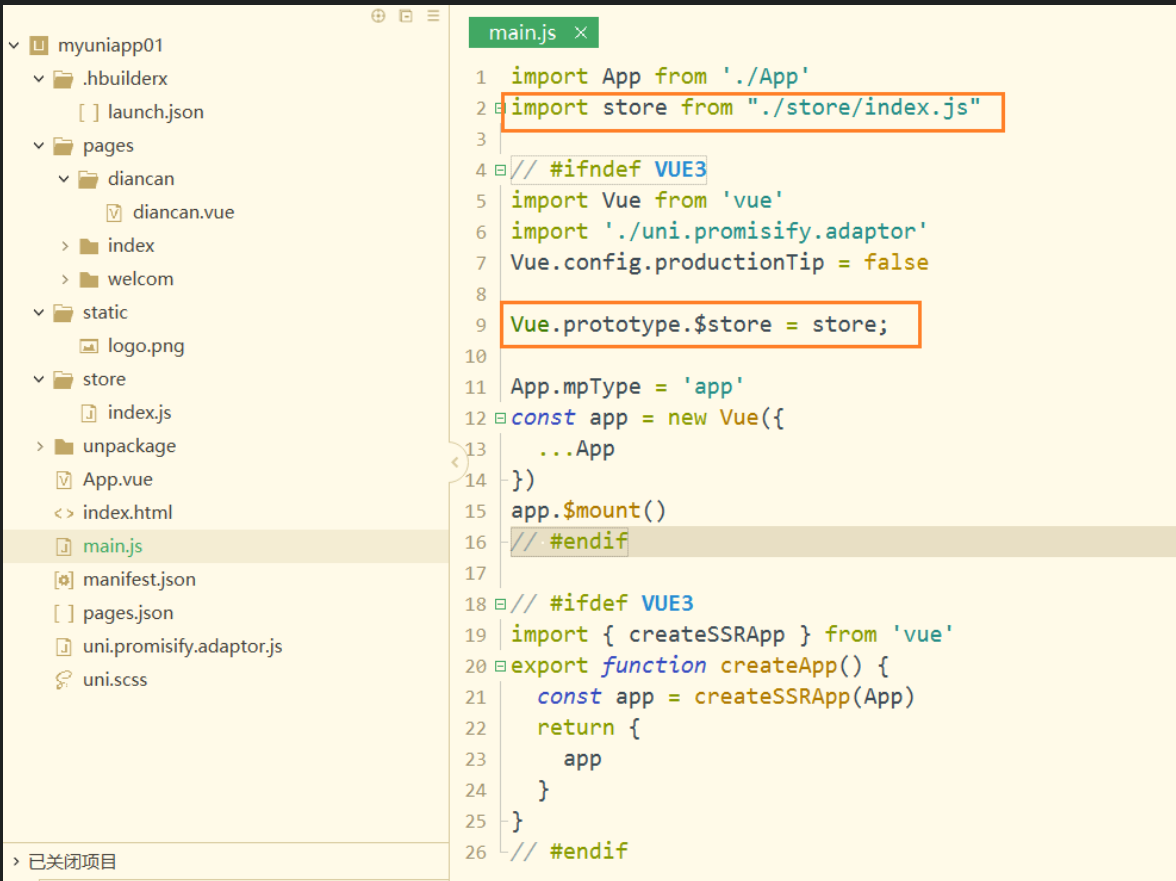 myuniapp01
.hbuilderx
[ ] launch.json
pages
diancan
diancan.vue
index
welcom
static
logo.png
store
index.js
unpackage
App.vue
<> index.html
main.js
manifest.json
[ ] pages.json
uni.promisify.adaptor.js
uni.scss
已关闭项目
main.js
1 import App from './App'
2 import store from "./store/index.js"
3
4 // #ifndef VUE3
5 import Vue from 'vue'
6 import './uni.promisify.adaptor'
7 Vue.config.productionTip = false
8
9 Vue.prototype.$store = store;
10
11 App.mpType = 'app'
12 const app = new Vue({
13   ...App
14 })
15 app.$mount()
16 // #endif
17
18 // #ifdef VUE3
19 import { createSSRApp } from 'vue'
20 export function createApp() {
21   const app = createSSRApp(App)
22   return {
23     app
24   }
25 }
26 // #endif